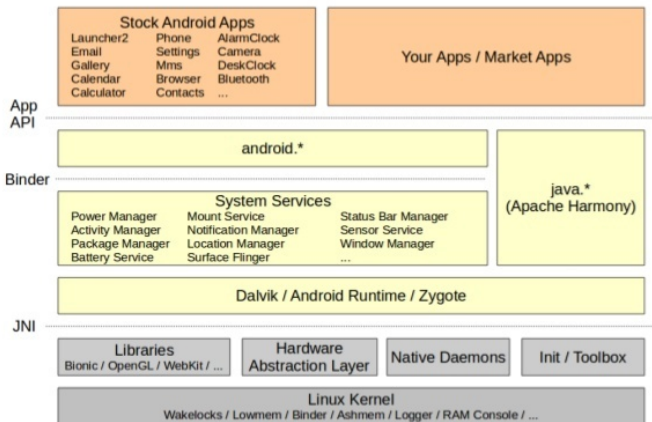 Stock Android Apps
Launcher2 Phone AlarmClock
Email Settings Camera
Gallery Mms DeskClock
Calendar Browser Bluetooth
Calculator Contacts ...
Your Apps / Market Apps
App
API
android.*
Binder
java.*
(Apache Harmony)
System Services
Power Manager Mount Service Status Bar Manager
Activity Manager Notification Manager Sensor Service
Package Manager Location Manager Window Manager
Battery Service Surface Flinger ...
Dalvik / Android Runtime / Zygote
JNI
Libraries
Bionic / OpenGL / WebKit / ...
Hardware
Abstraction Layer
Native Daemons
Init / Toolbox
Linux Kernel
Wakelocks / Lowmem / Binder / Ashmem / Logger / RAM Console / ...